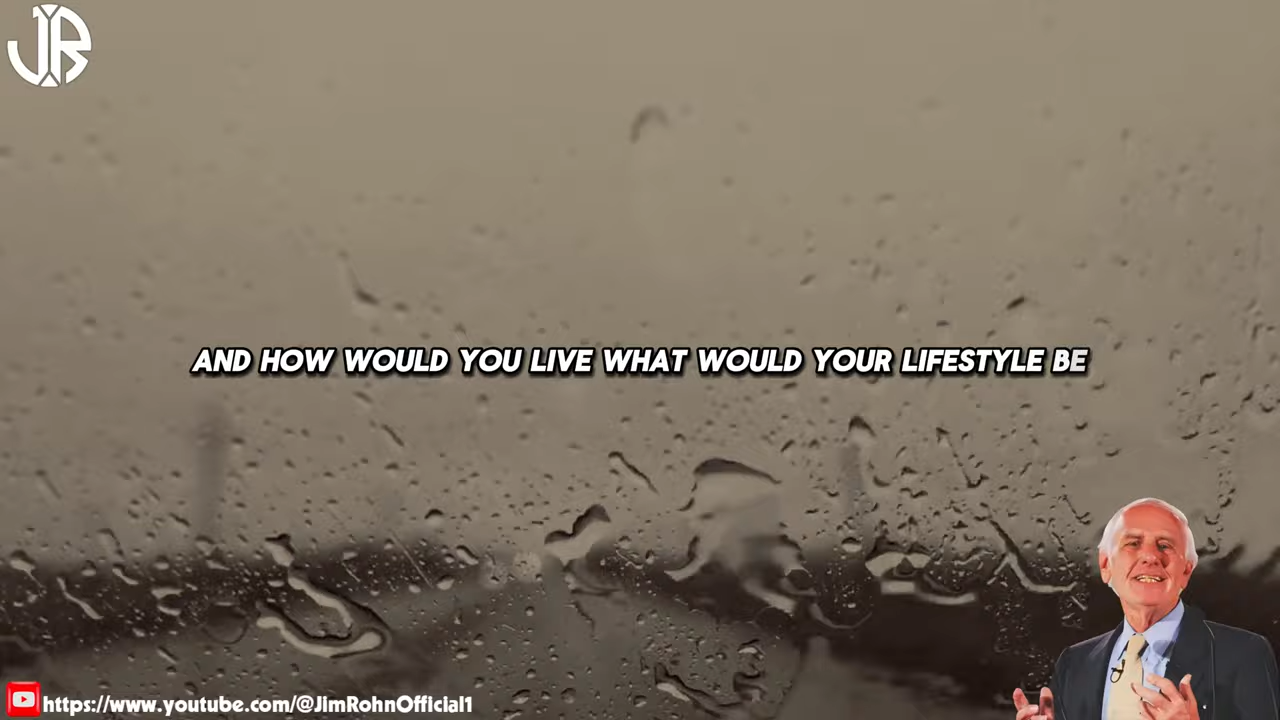 JR
AND HOW WOULD YOU LIVE WHAT WOULD YOUR LIFESTYLE BE
https://www.youtube.com/@JimRohnOfficial1